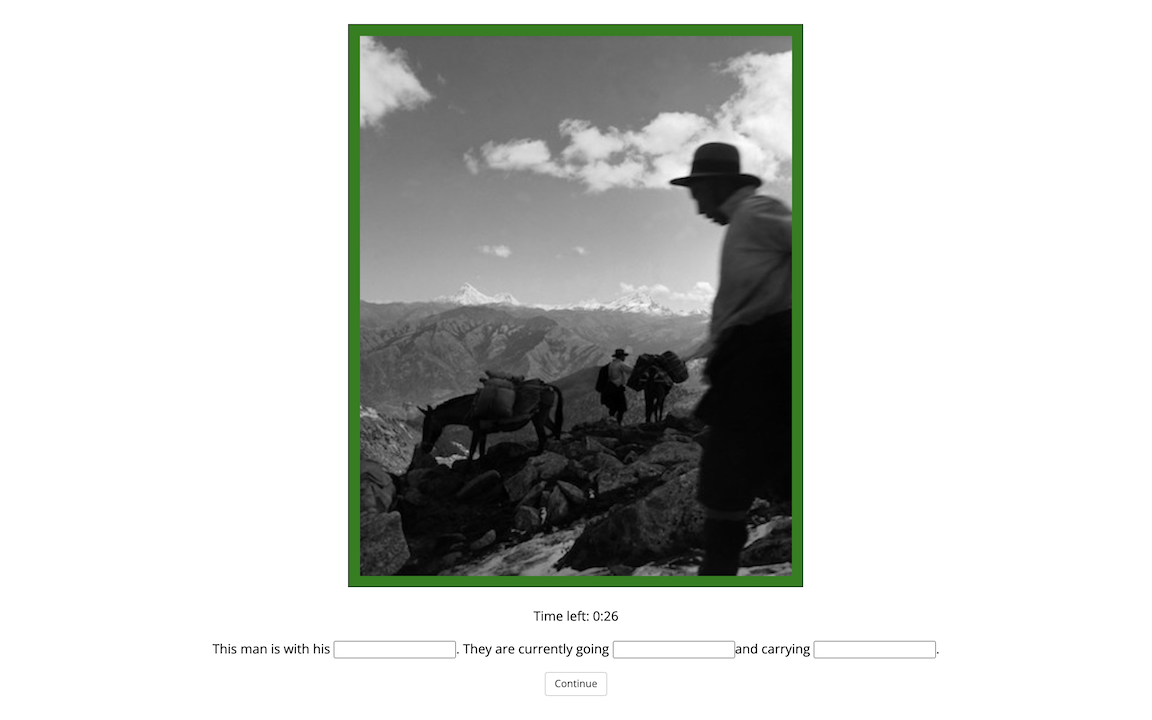 Time left: 0:26
This man is with his . They are currently going and carrying .
Continue